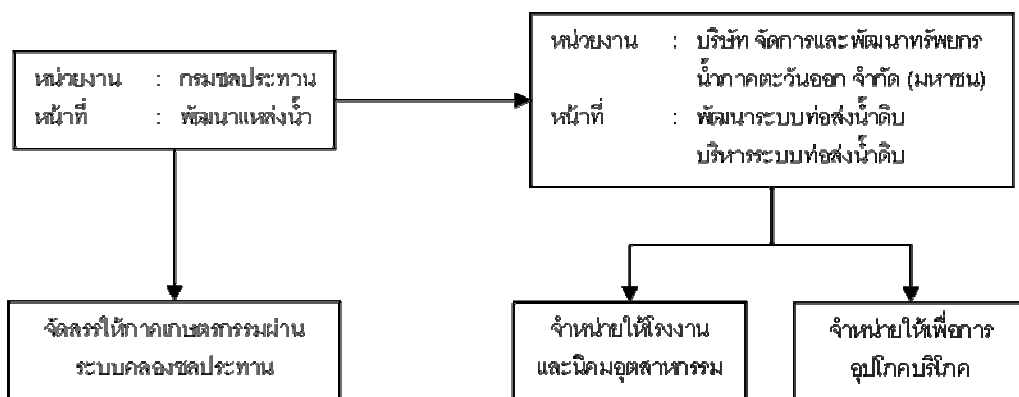 หน่วยงาน : กรมชลประทาน
หน้าที่ : พัฒนาแหล่งน้ำ
หน่วยงาน : บริษัท จัดการและพัฒนาทรัพยกร
น้ำภาคตะวันออก จำกัด (มหาชน)
หน้าที่ : พัฒนาระบบท่อส่งน้ำดิบ
บริหารระบบท่อส่งน้ำดิบ
จัดสรรให้ภาคเกษตรกรรมผ่าน
ระบบคลองชลประทาน
จำหน่ายให้โรงงาน
และนิคมอุตสาหกรรม
จำหน่ายให้เพื่อการ
อุปโภคบริโภค